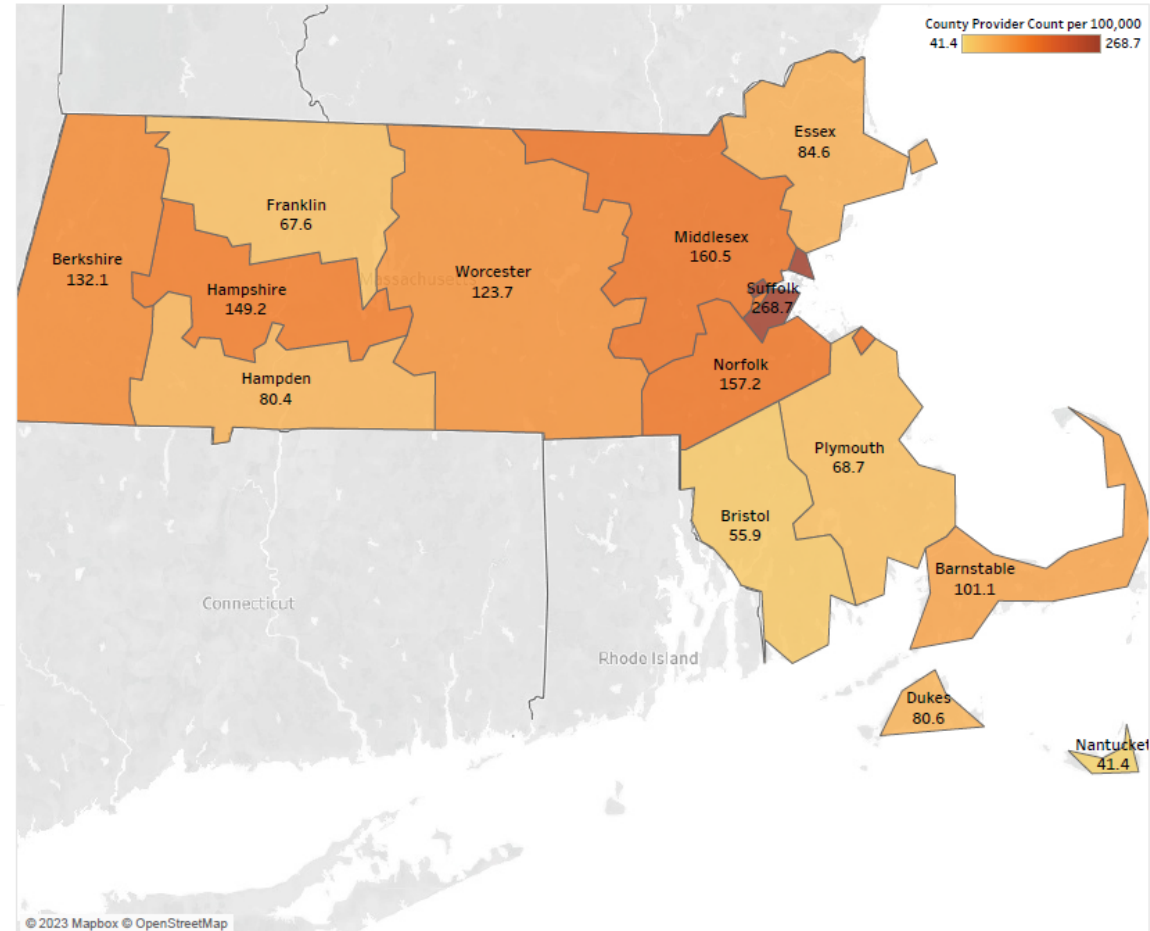 County Provider Count per 100,000
41.4 268.7
Essex
84.6
Franklin
67.6
Middlesex
160.5
Berkshire
132.1
Massachusetts
Worcester
123.7
Hampshire
149.2
Suffolk
268.7
Norfolk
157.2
Hampden
80.4
Plymouth
68.7
Bristol
55.9
Barnstable
101.1
Connecticut
Rhode Island
Dukes
80.6
Nantucket
41.4
© 2023 Mapbox © OpenStreetMap